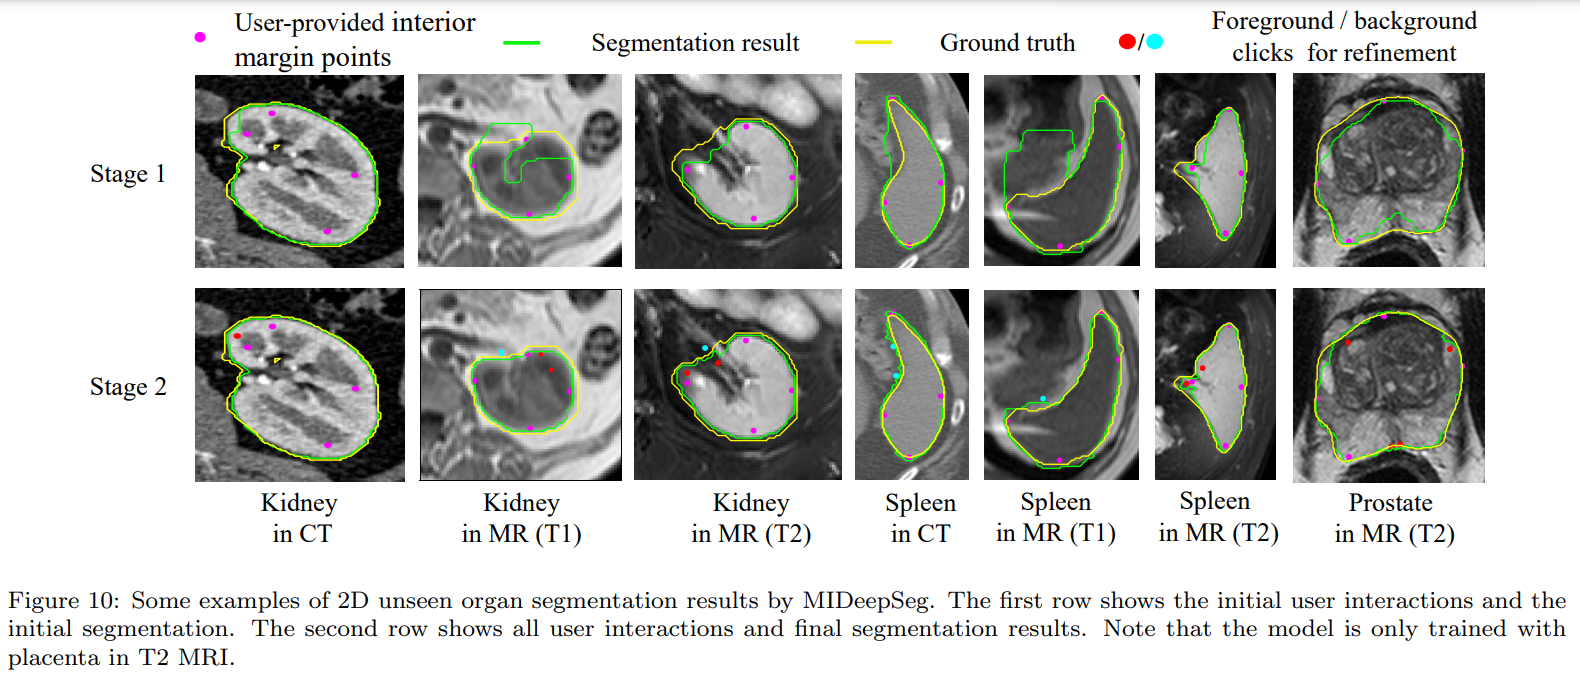 User-provided interior
margin points
Segmentation result
Ground truth
/
Foreground / background
clicks for refinement
Stage 1
Stage 2
Kidney
in CT
Kidney
in MR (T1)
Kidney
in MR (T2)
Spleen
in CT
Spleen
in MR (T1)
Spleen
in MR (T2)
Prostate
in MR (T2)
Figure 10: Some examples of 2D unseen organ segmentation results by MIDeepSeg. The first row shows the initial user interactions and the
initial segmentation. The second row shows all user interactions and final segmentation results. Note that the model is only trained with
placenta in T2 MRI.